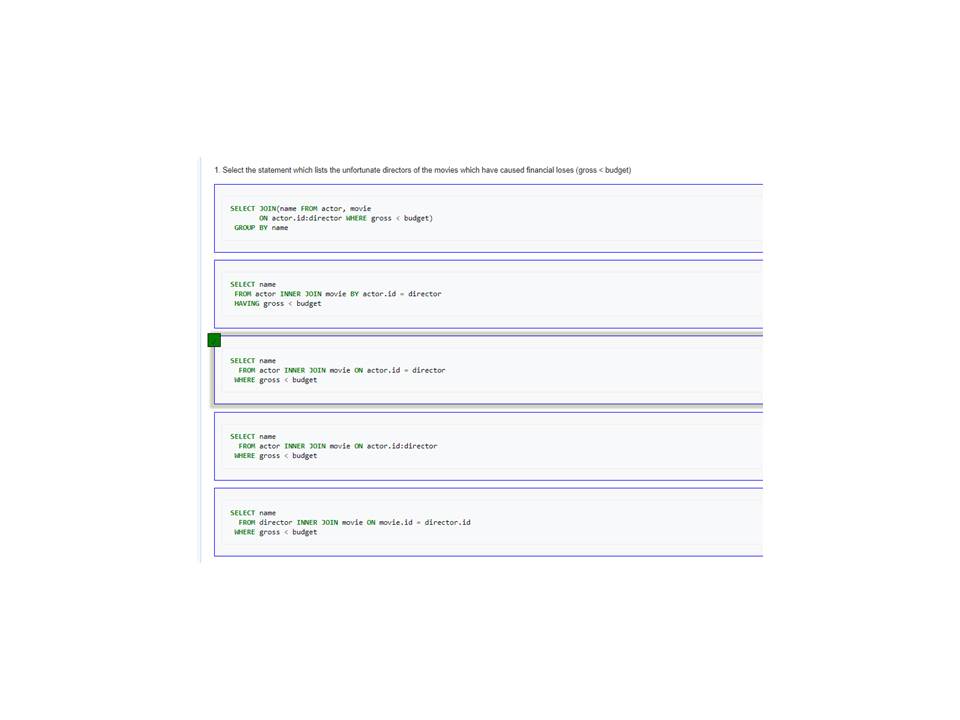 1. Select the statement which lists the unfortunate directors of the movies which have caused financial loses (gross < budget)
SELECT JOIN(name FROM actor, movie
ON actor.id:director WHERE gross < budget)
GROUP BY name
SELECT name
FROM actor INNER JOIN movie BY actor.id = director
HAVING gross < budget
SELECT name
FROM actor INNER JOIN movie ON actor.id = director
WHERE gross < budget
SELECT name
FROM actor INNER JOIN movie ON actor.id:director
WHERE gross < budget
SELECT name
FROM director INNER JOIN movie ON movie.id = director.id
WHERE gross < budget